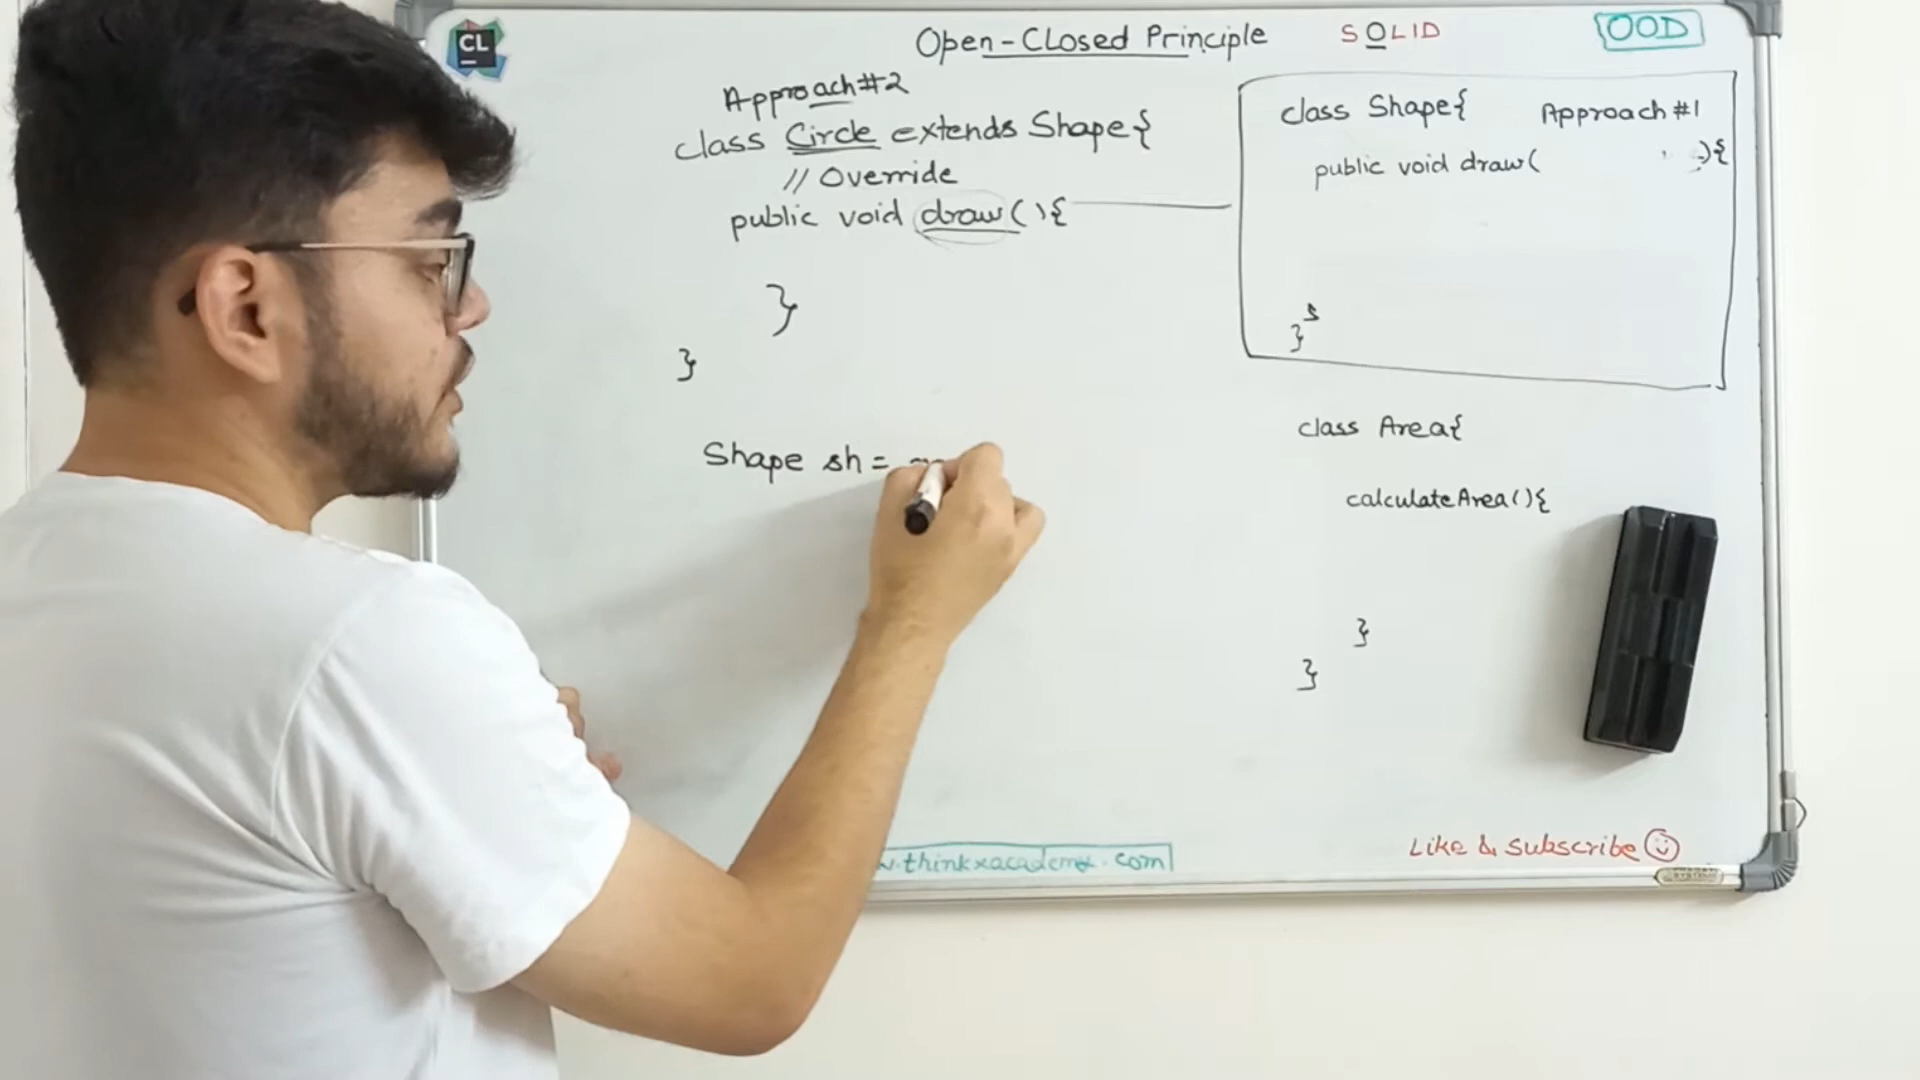 CL
Open-Closed Principle
SOLID
OOD
Approach#2
class Circle extends Shape{
// Override
public void draw(){
}
}
Shape sh =
class Shape{
Approach#1
public void draw(
){
}
class Area{
calculateArea(){
}
}
.thinkxacademy.com
Like & Subscribe